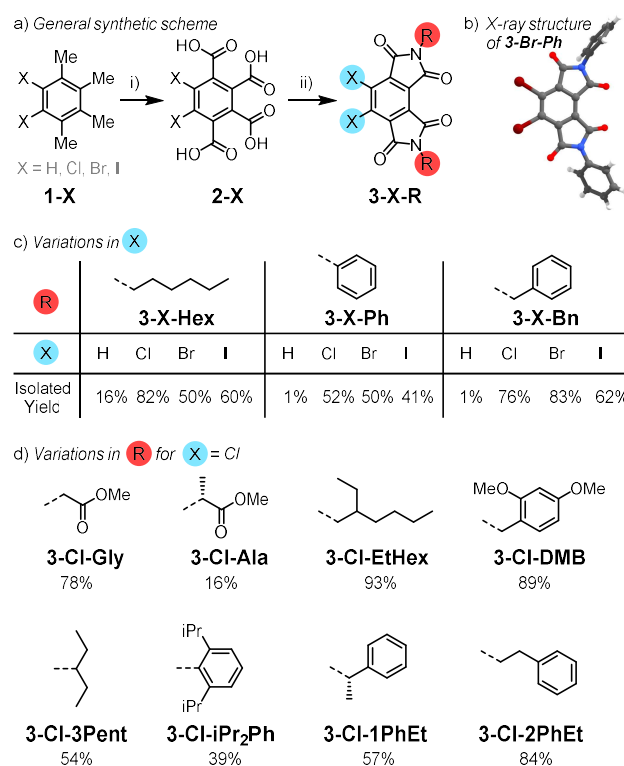 a) General synthetic scheme
b) X-ray structure
of 3-Br-Ph
X
X
Me
Me
Me
Me
i)
HO
O
O
OH
X
X
O
OH
HO
O
ii)
R
O
N
O
X
X
O
N
O
R
X = H, Cl, Br, I
1-X
2-X
3-X-R
c) Variations in X
R
3-X-Hex
3-X-Ph
3-X-Bn
X
H Cl Br I
H Cl Br I
H Cl Br I
Isolated
Yield
16% 82% 50% 60%
1% 52% 50% 41%
1% 76% 83% 62%
d) Variations in R for X = Cl
OMe
O
Me
OMe
O
MeO
OMe
3-Cl-Gly
3-Cl-Ala
3-Cl-EtHex
3-Cl-DMB
78%
16%
93%
89%
iPr
iPr
Me
3-Cl-3Pent
3-Cl-iPr2Ph
3-Cl-1PhEt
3-Cl-2PhEt
54%
39%
57%
84%